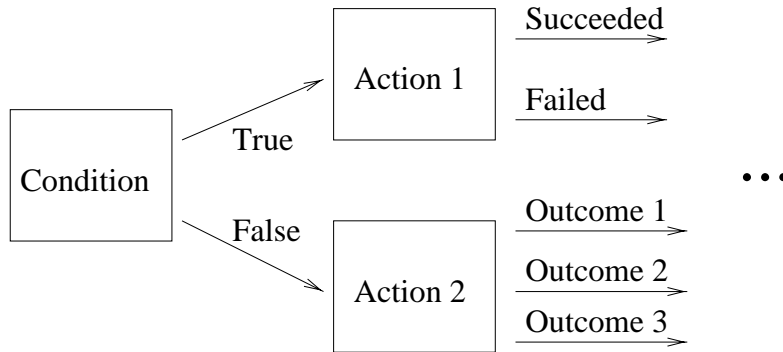 Condition
True
False
Action 1
Succeeded
Failed
Action 2
Outcome 1
Outcome 2
Outcome 3
...